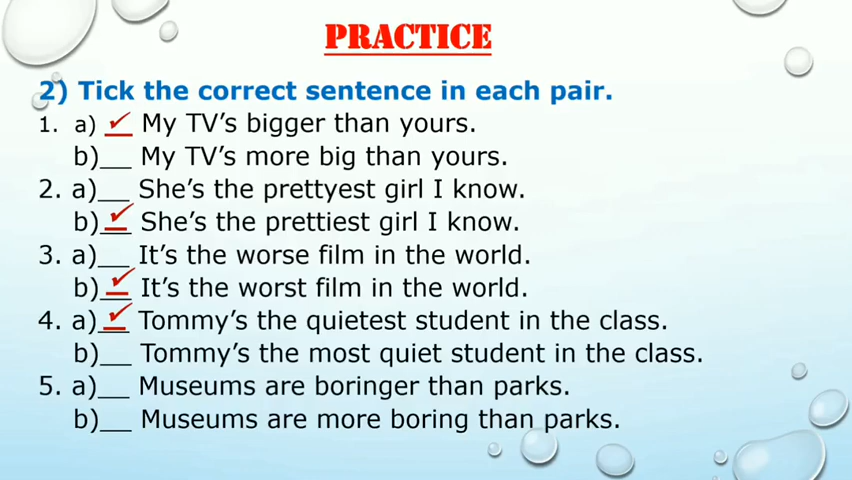 PRACTICE
2) Tick the correct sentence in each pair.
1. a) ✓ My TV’s bigger than yours.
b)__ My TV’s more big than yours.
2. a)__ She’s the prettyest girl I know.
b)✓ She’s the prettiest girl I know.
3. a)__ It’s the worse film in the world.
b)✓ It’s the worst film in the world.
4. a)✓ Tommy’s the quietest student in the class.
b)__ Tommy’s the most quiet student in the class.
5. a)__ Museums are boringer than parks.
b)__ Museums are more boring than parks.